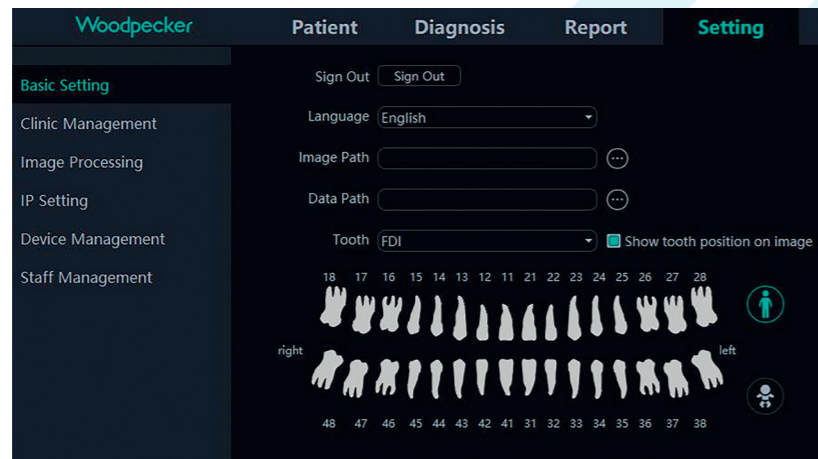 Woodpecker Patient Diagnosis Report Setting
Basic Setting
Clinic Management
Image Processing
IP Setting
Device Management
Staff Management
Sign Out Sign Out
Language English
Image Path
Data Path
Tooth FDI Show tooth position on image
18 17 16 15 14 13 12 11 21 22 23 24 25 26 27 28
right left
48 47 46 45 44 43 42 41 31 32 33 34 35 36 37 38